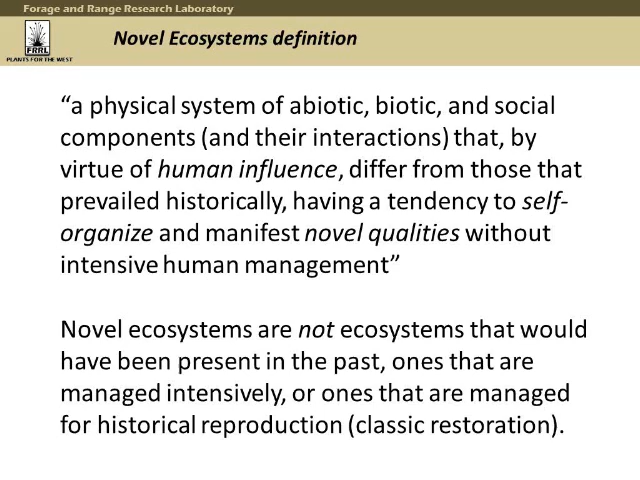 Forage and Range Research Laboratory
FRRL
PLANTS FOR THE WEST
Novel Ecosystems definition
“a physical system of abiotic, biotic, and social
components (and their interactions) that, by
virtue of human influence, differ from those that
prevailed historically, having a tendency to self-
organize and manifest novel qualities without
intensive human management”
Novel ecosystems are not ecosystems that would
have been present in the past, ones that are
managed intensively, or ones that are managed
for historical reproduction (classic restoration).